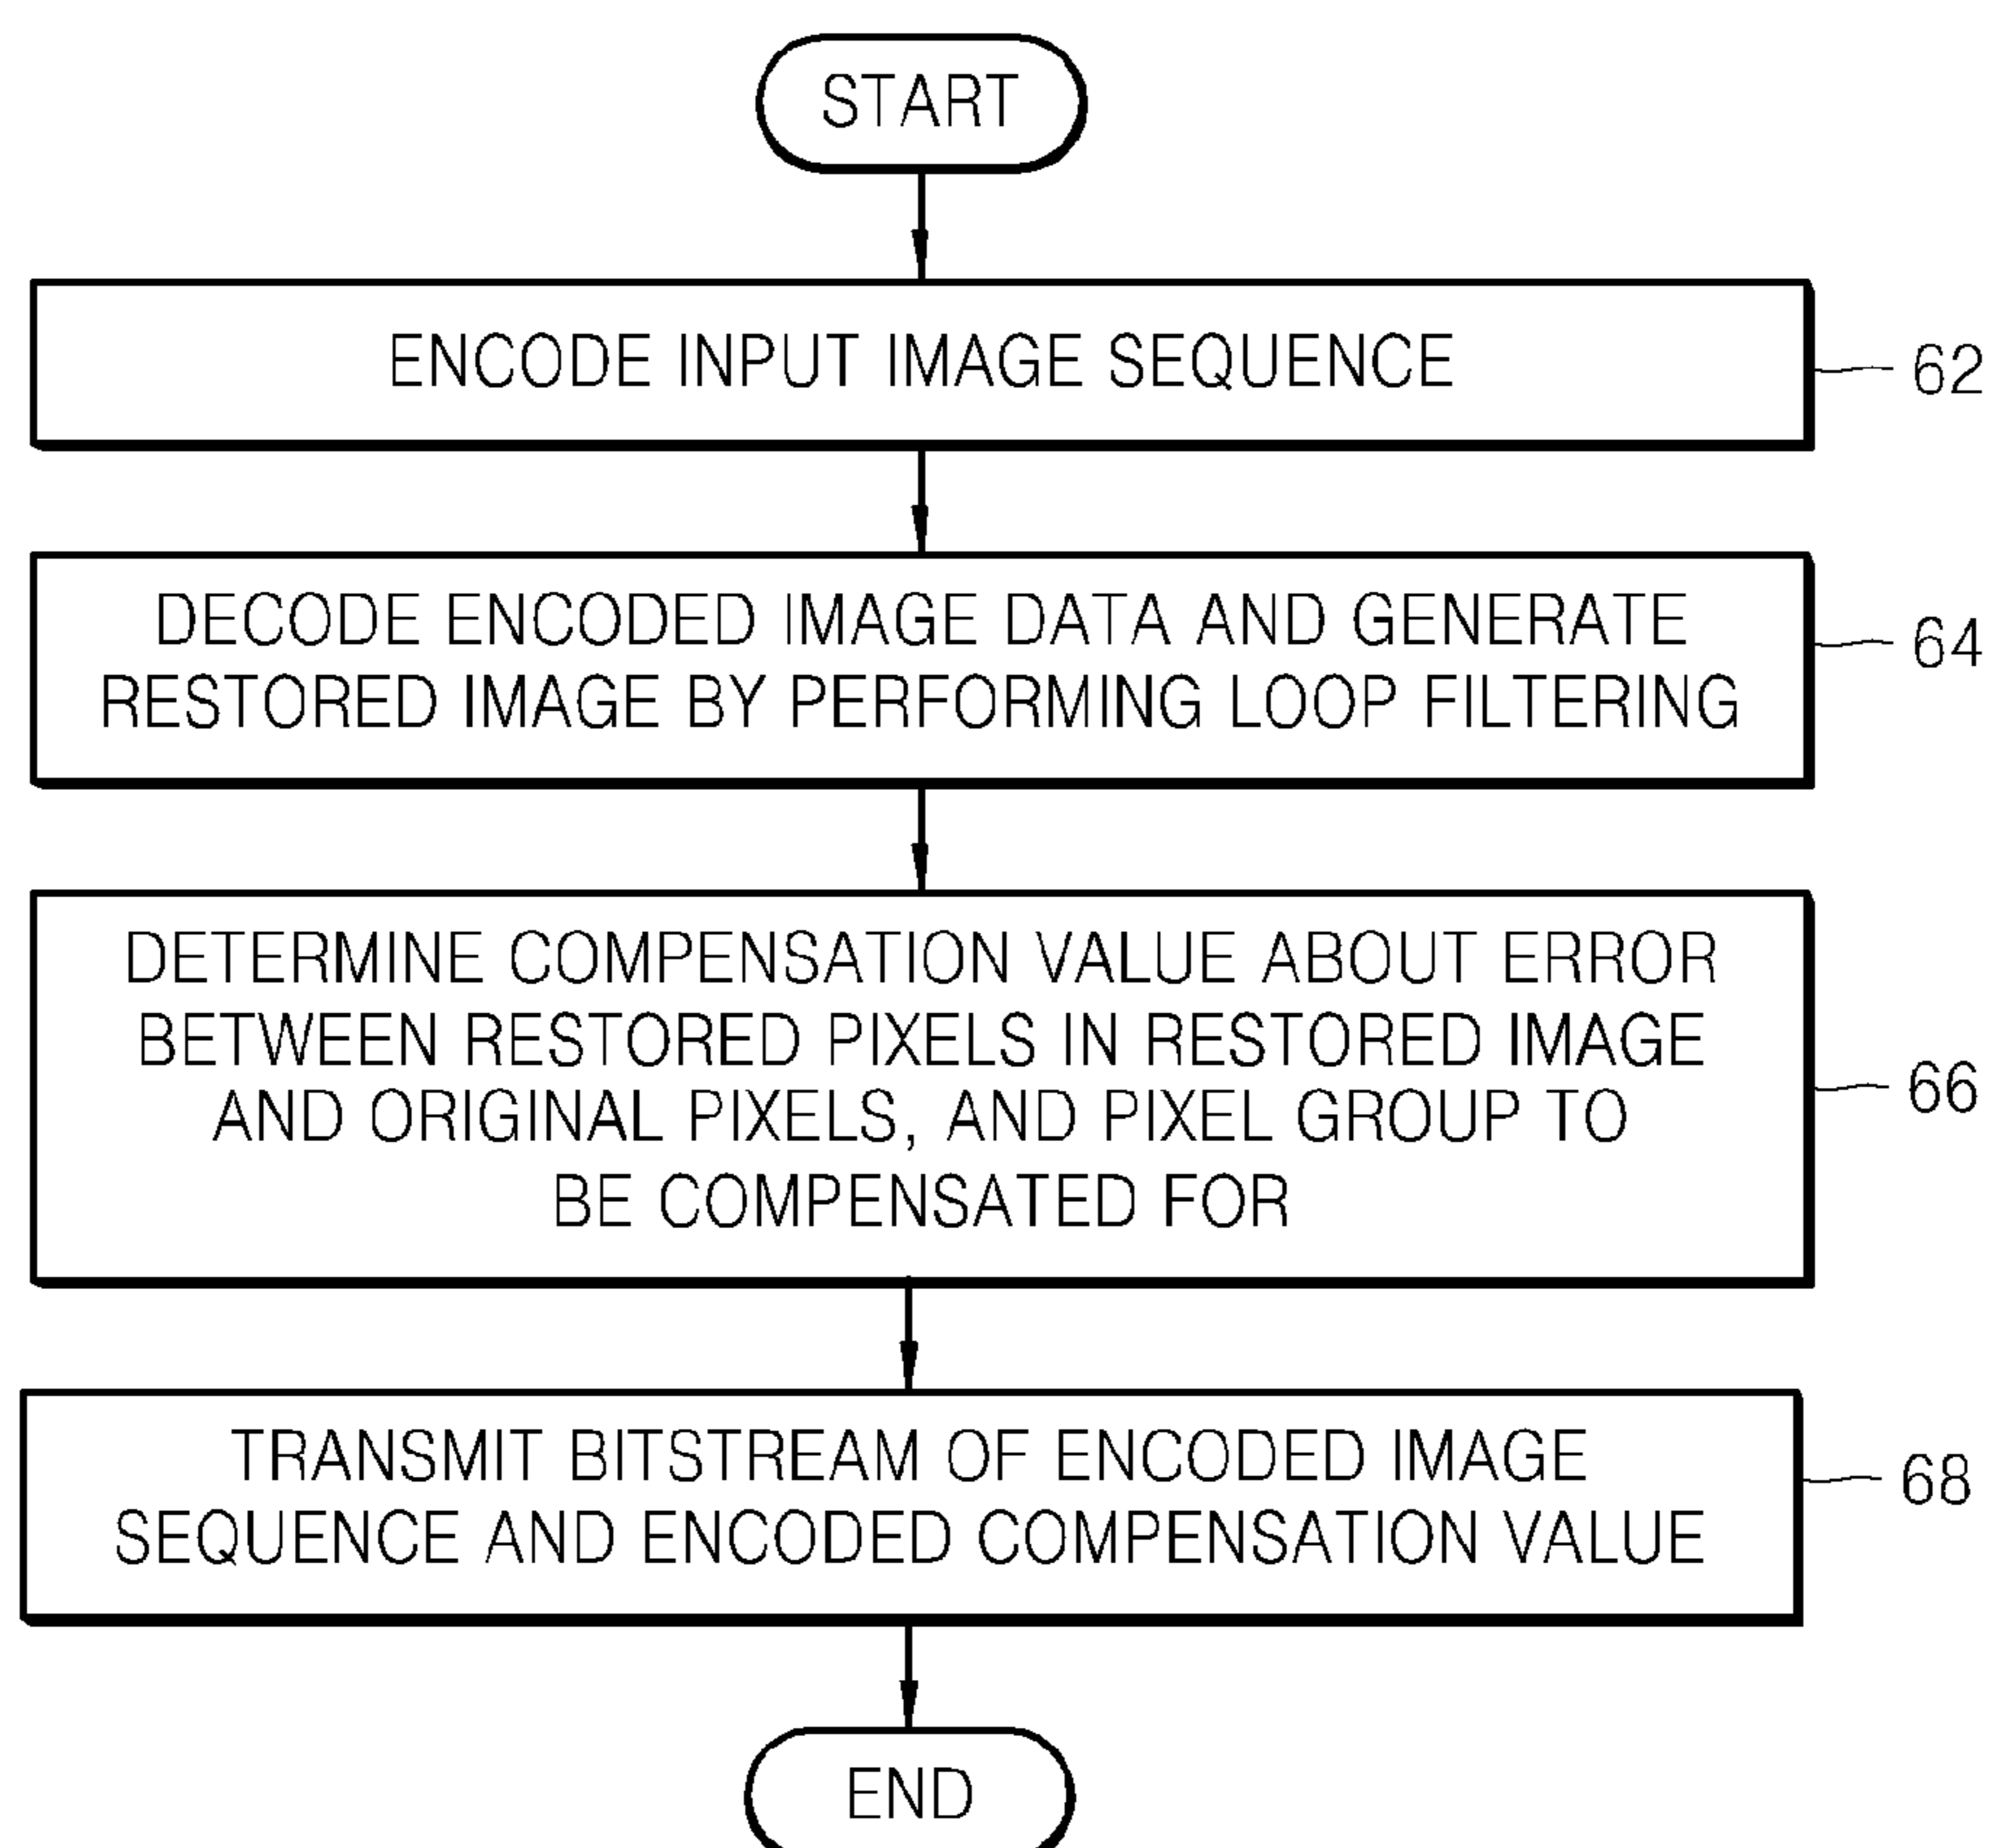 START
ENCODE INPUT IMAGE SEQUENCE
62
DECODE ENCODED IMAGE DATA AND GENERATE
RESTORED IMAGE BY PERFORMING LOOP FILTERING
64
DETERMINE COMPENSATION VALUE ABOUT ERROR
BETWEEN RESTORED PIXELS IN RESTORED IMAGE
AND ORIGINAL PIXELS, AND PIXEL GROUP TO
BE COMPENSATED FOR
66
TRANSMIT BITSTREAM OF ENCODED IMAGE
SEQUENCE AND ENCODED COMPENSATION VALUE
68
END